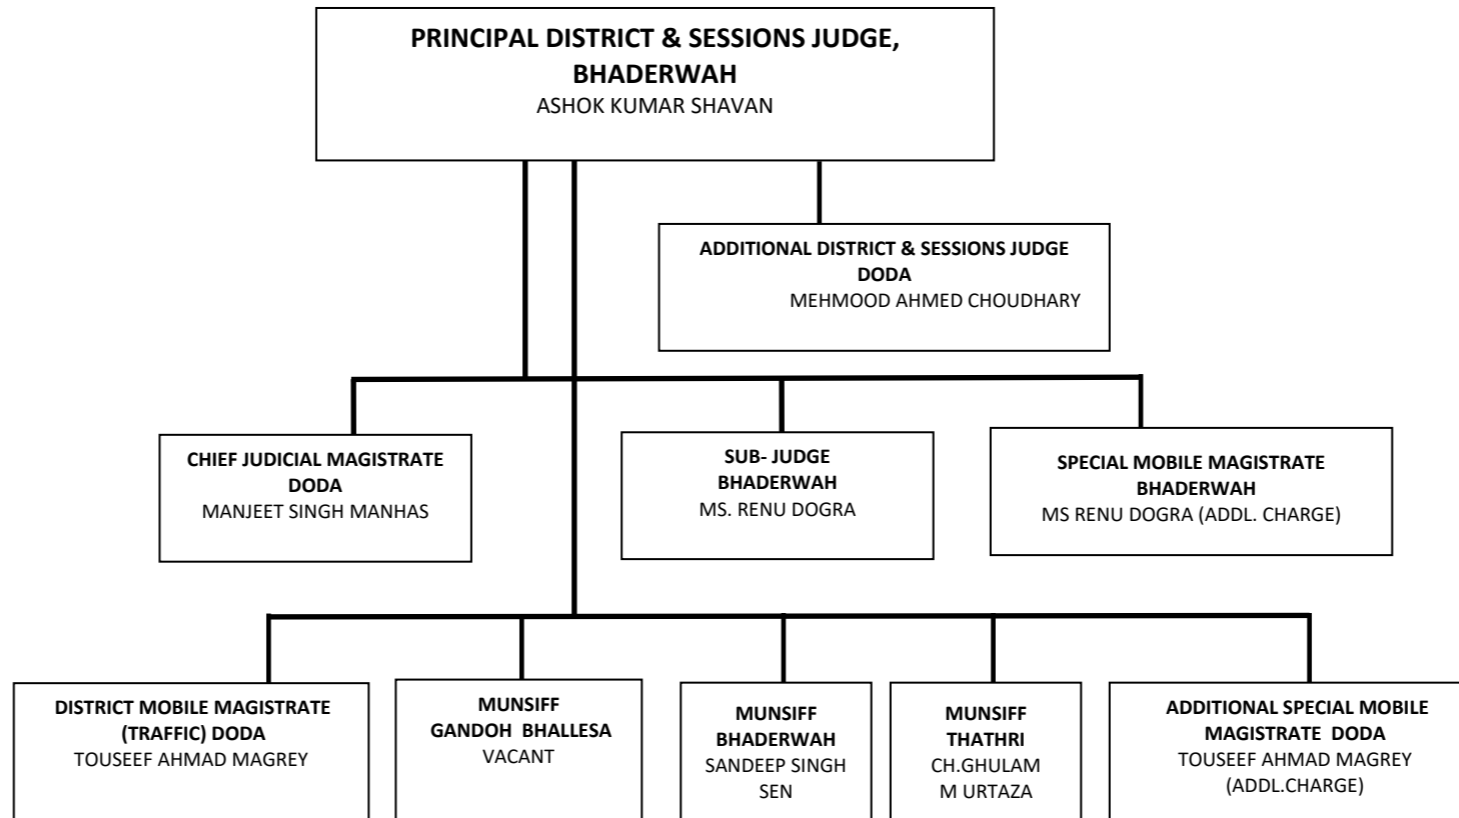 PRINCIPAL DISTRICT & SESSIONS JUDGE,
BHADERWAH
ASHOK KUMAR SHAVAN
ADDITIONAL DISTRICT & SESSIONS JUDGE
DODA
MEHMOOD AHMED CHOUDHARY
CHIEF JUDICIAL MAGISTRATE
DODA
MANJEET SINGH MANHAS
SUB- JUDGE
BHADERWAH
MS. RENU DOGRA
SPECIAL MOBILE MAGISTRATE
BHADERWAH
MS RENU DOGRA (ADDL. CHARGE)
DISTRICT MOBILE MAGISTRATE
(TRAFFIC) DODA
TOUSEEF AHMAD MAGREY
MUNSIFF
GANDOH BHALLESA
VACANT
MUNSIFF
BHADERWAH
SANDEEP SINGH
SEN
MUNSIFF
THATHRI
CH.GHULAM
M URTAZA
ADDITIONAL SPECIAL MOBILE
MAGISTRATE DODA
TOUSEEF AHMAD MAGREY
(ADDL.CHARGE)